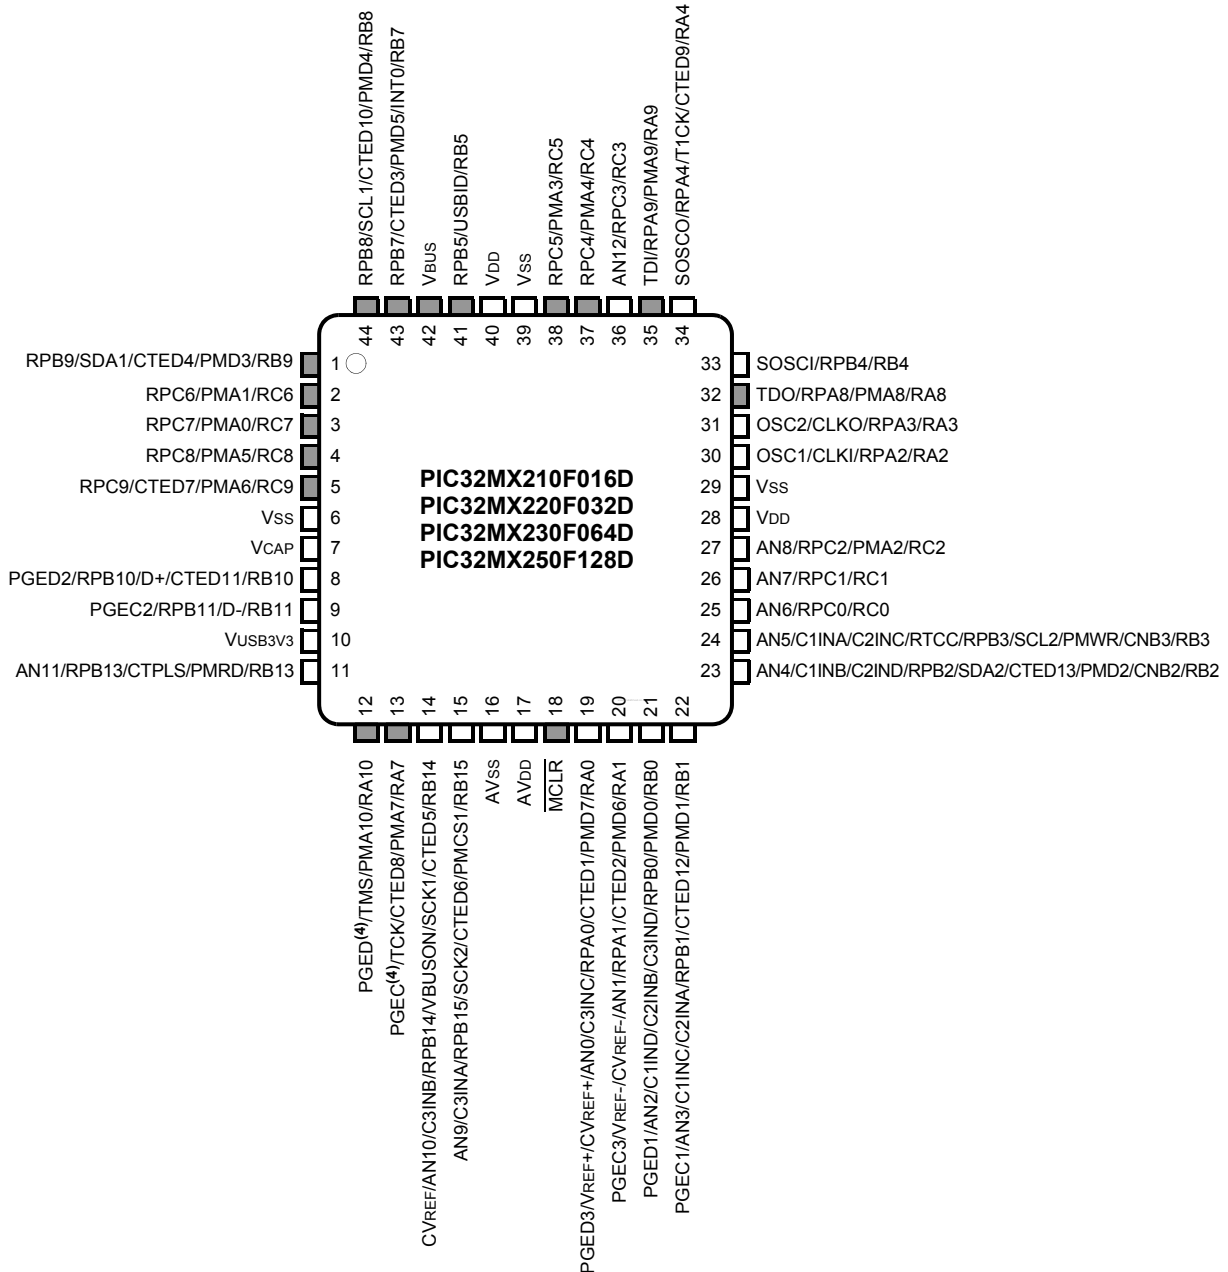 RPB8/SCL1/CTED10/PMD4/RB8
RPB7/CTED3/PMD5/INT0/RB7
VBUS
RPB5/USBID/RB5
VDD
VSS
RPC5/PMA3/RC5
RPC4/PMA4/RC4
AN12/RPC3/RC3
TDI/RPA9/PMA9/RA9
SOSCO/RPA4/T1CK/CTED9/RA4
44
43
42
41
40
39
38
37
36
35
34
RPB9/SDA1/CTED4/PMD3/RB9 1
RPC6/PMA1/RC6 2
RPC7/PMA0/RC7 3
RPC8/PMA5/RC8 4
RPC9/CTED7/PMA6/RC9 5
VSS 6
VCAP 7
PGED2/RPB10/D+/CTED11/RB10 8
PGEC2/RPB11/D-/RB11 9
VUSB3V3 10
AN11/RPB13/CTPLS/PMRD/RB13 11
PIC32MX210F016D
PIC32MX220F032D
PIC32MX230F064D
PIC32MX250F128D
33 SOSCI/RPB4/RB4
32 TDO/RPA8/PMA8/RA8
31 OSC2/CLKO/RPA3/RA3
30 OSC1/CLKI/RPA2/RA2
29 VSS
28 VDD
27 AN8/RPC2/PMA2/RC2
26 AN7/RPC1/RC1
25 AN6/RPC0/RC0
24 AN5/C1INA/C2INC/RTCC/RPB3/SCL2/PMWR/CNB3/RB3
23 AN4/C1INB/C2IND/RPB2/SDA2/CTED13/PMD2/CNB2/RB2
12
13
14
15
16
17
18
19
20
21
22
PGED(4)/TMS/PMA10/RA10
PGEC(4)/TCK/CTED8/PMA7/RA7
CVREF/AN10/C3INB/RPB14/VBUSON/SCK1/CTED5/RB14
AN9/C3INA/RPB15/SCK2/CTED6/PMCS1/RB15
AVSS
AVDD
MCLR
PGED3/VREF+/CVREF+/AN0/C3INC/RPA0/CTED1/PMD7/RA0
PGEC3/VREF-/CVREF-/AN1/RPA1/CTED2/PMD6/RA1
PGED1/AN2/C1IND/C2INB/C3IND/RPB0/PMD0/RB0
PGEC1/AN3/C1INC/C2INA/RPB1/CTED12/PMD1/RB1